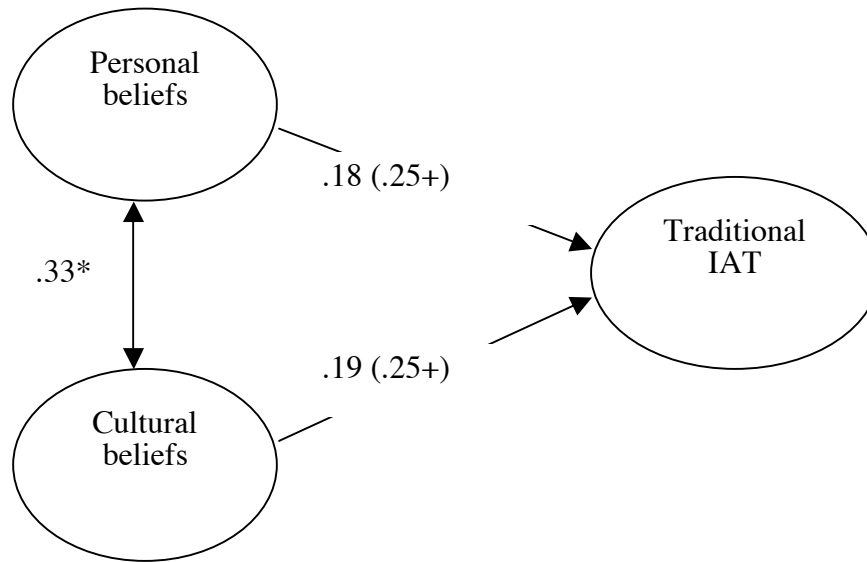 Personal
beliefs
.18 (.25+)
Traditional
IAT
.33*
.19 (.25+)
Cultural
beliefs